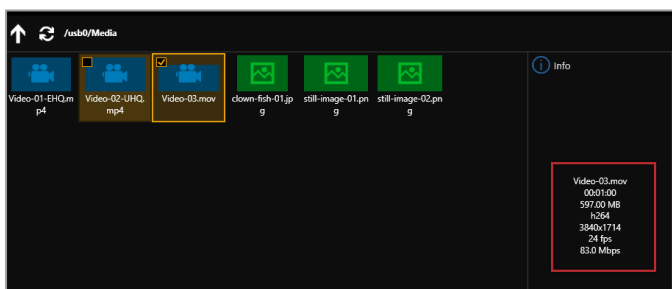 /usb0/Media
Video-01-EHQ.m
p4
Video-02-UHQ.
mp4
Video-03.mov
clown-fish-01.jp
g
still-image-01.pn
g
still-image-02.pn
g
Info
Video-03.mov
00:01:00
597.00 MB
h264
3840x1714
24 fps
83.0 Mbps